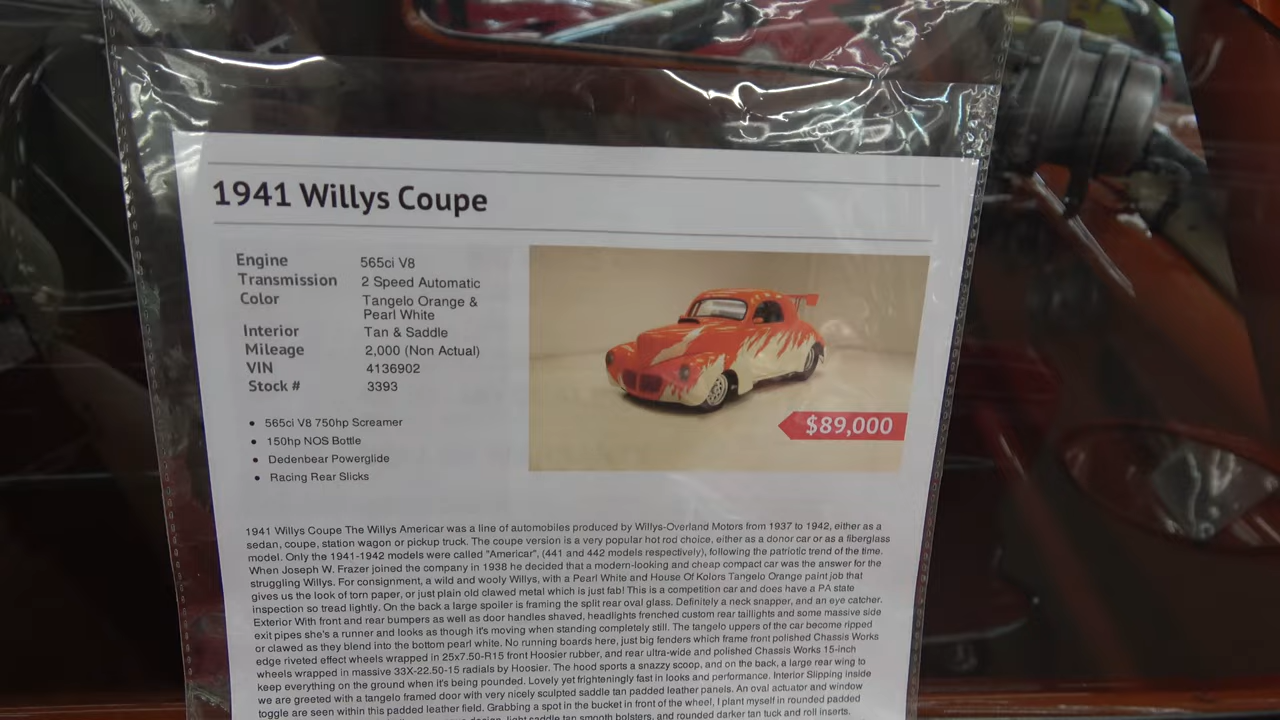 1941 Willys Coupe
Engine 565ci V8
Transmission 2 Speed Automatic
Color Tangelo Orange &
Pearl White
Interior Tan & Saddle
Mileage 2,000 (Non Actual)
VIN 4136902
Stock # 3393
• 565ci V8 750hp Screamer
• 150hp NOS Bottle
• Dedenbear Powerglide
• Racing Rear Slicks
$89,000
1941 Willys Coupe The Willys Americar was a line of automobiles produced by Willys-Overland Motors from 1937 to 1942, either as a
sedan, coupe, station wagon or pickup truck. The coupe version is a very popular hot rod choice, either as a donor car or as a fiberglass
model. Only the 1941-1942 models were called "Americar", (441 and 442 models respectively), following the patriotic trend of the time.
When Joseph W. Frazer joined the company in 1938 he decided that a modern-looking and cheap compact car was the answer for the
struggling Willys. For consignment, a wild and wooly Willys, with a Pearl White and House Of Kolors Tangelo Orange paint job that
gives us the look of torn paper, or just plain old clawed metal which is just fab! This is a competition car and does have a PA state
inspection so tread lightly. On the back a large spoiler is framing the split rear oval glass. Definitely a neck snapper, and an eye catcher.
Exterior With front and rear bumpers as well as door handles shaved, headlights frenched custom rear taillights and some massive side
exit pipes she's a runner and looks as though it's moving when standing completely still. The tangelo uppers of the car become ripped
or clawed as they blend into the bottom pearl white. No running boards here, just big fenders which frame front polished Chassis Works
edge riveted effect wheels wrapped in 25x7.50-R15 front Hoosier rubber, and rear ultra-wide and polished Chassis Works 15-inch
wheels wrapped in massive 33X-22.50-15 radials by Hoosier. The hood sports a snazzy scoop, and on the back, a large rear wing to
keep everything on the ground when it's being pounded. Lovely yet frighteningly fast in looks and performance. Interior Slipping inside
we are greeted with a tangelo framed door with very nicely sculpted saddle tan padded leather panels. An oval actuator and window
toggle are seen within this padded leather field. Grabbing a spot in the bucket in front of the wheel, I plant myself in rounded padded
design, light saddle tan smooth bolsters, and rounded darker tan tuck and roll inserts.